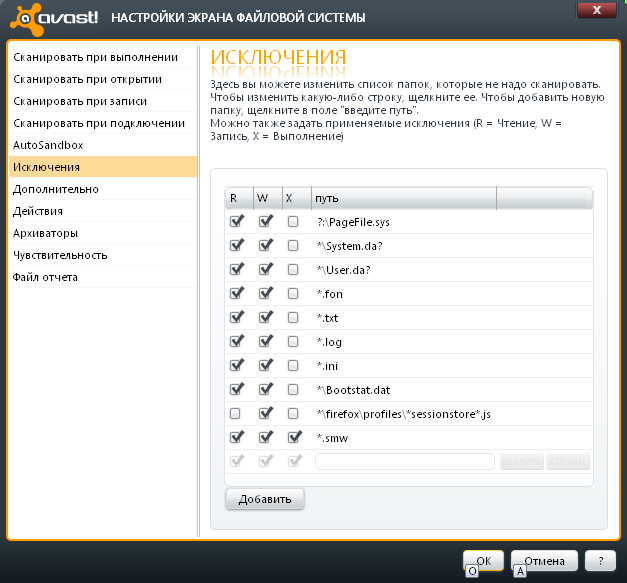 avast! НАСТРОЙКИ ЭКРАНА ФАЙЛОВОЙ СИСТЕМЫ
X
Сканировать при выполнении
Сканировать при открытии
Сканировать при записи
Сканировать при подключении
AutoSandbox
Исключения
Дополнительно
Действия
Архиваторы
Чувствительность
Файл отчета
ИСКЛЮЧЕНИЯ
Здесь вы можете изменить список папок, которые не надо сканировать.
Чтобы изменить какую-либо строку, щелкните ее. Чтобы добавить новую
папку, щелкните в поле "введите путь".
Можно также задать применяемые исключения (R = Чтение, W =
Запись, X = Выполнение)
R W X путь
?:\PageFile.sys
*\System.da?
*\User.da?
*.fon
*.txt
*.log
*.ini
*\Bootstat.dat
*\firefox\profiles\*sessionstore*.js
*.smw
Обзор
Добавить
OK Отмена ?
O A